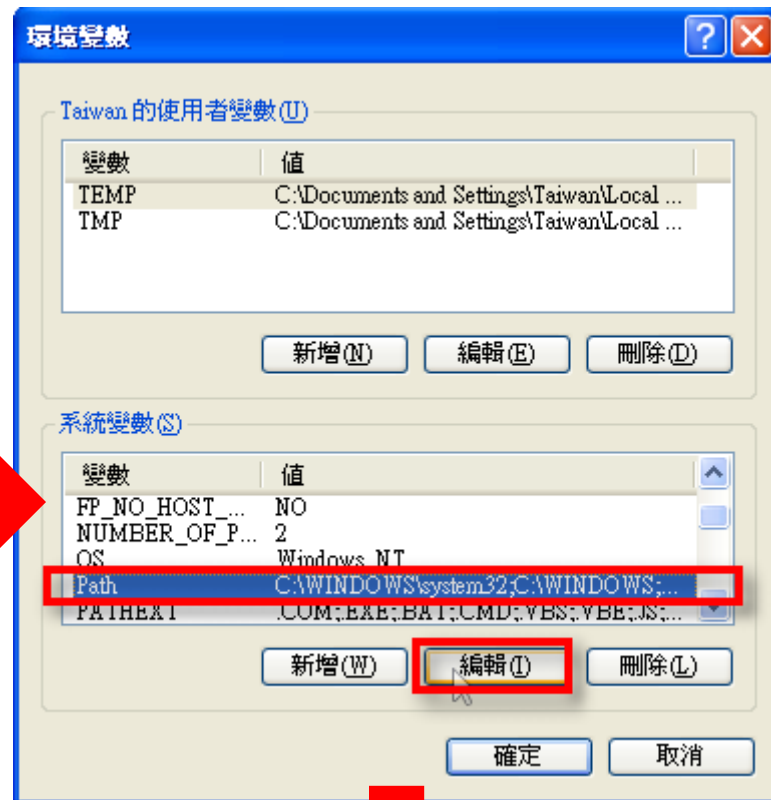 環境變數
Taiwan 的使用者變數(U)
變數 值
TEMP C:\Documents and Settings\Taiwan\Local ...
TMP C:\Documents and Settings\Taiwan\Local ...
新增(N) 編輯(E) 刪除(D)
系統變數(S)
變數 值
FP_NO_HOST_... NO
NUMBER_OF_P... 2
OS Windows_NT
Path C:\WINDOWS\system32;C:\WINDOWS;...
PATHEXT .COM;.EXE;.BAT;.CMD;.VBS;.VBE;.JS;...
新增(W) 編輯(I) 刪除(L)
確定 取消